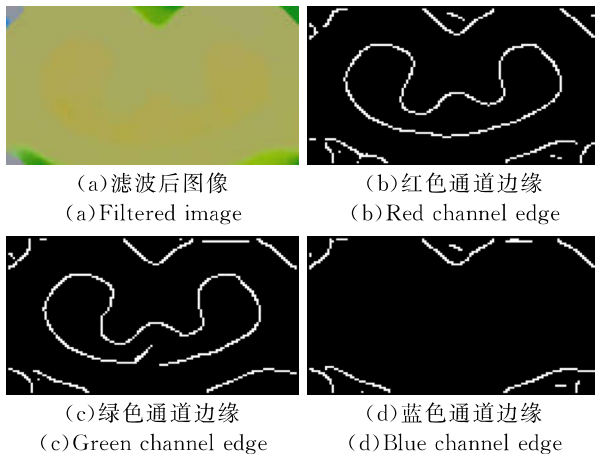 (a)滤波后图像
(a)Filtered image
(b)红色通道边缘
(b)Red channel edge
(c)绿色通道边缘
(c)Green channel edge
(d)蓝色通道边缘
(d)Blue channel edge